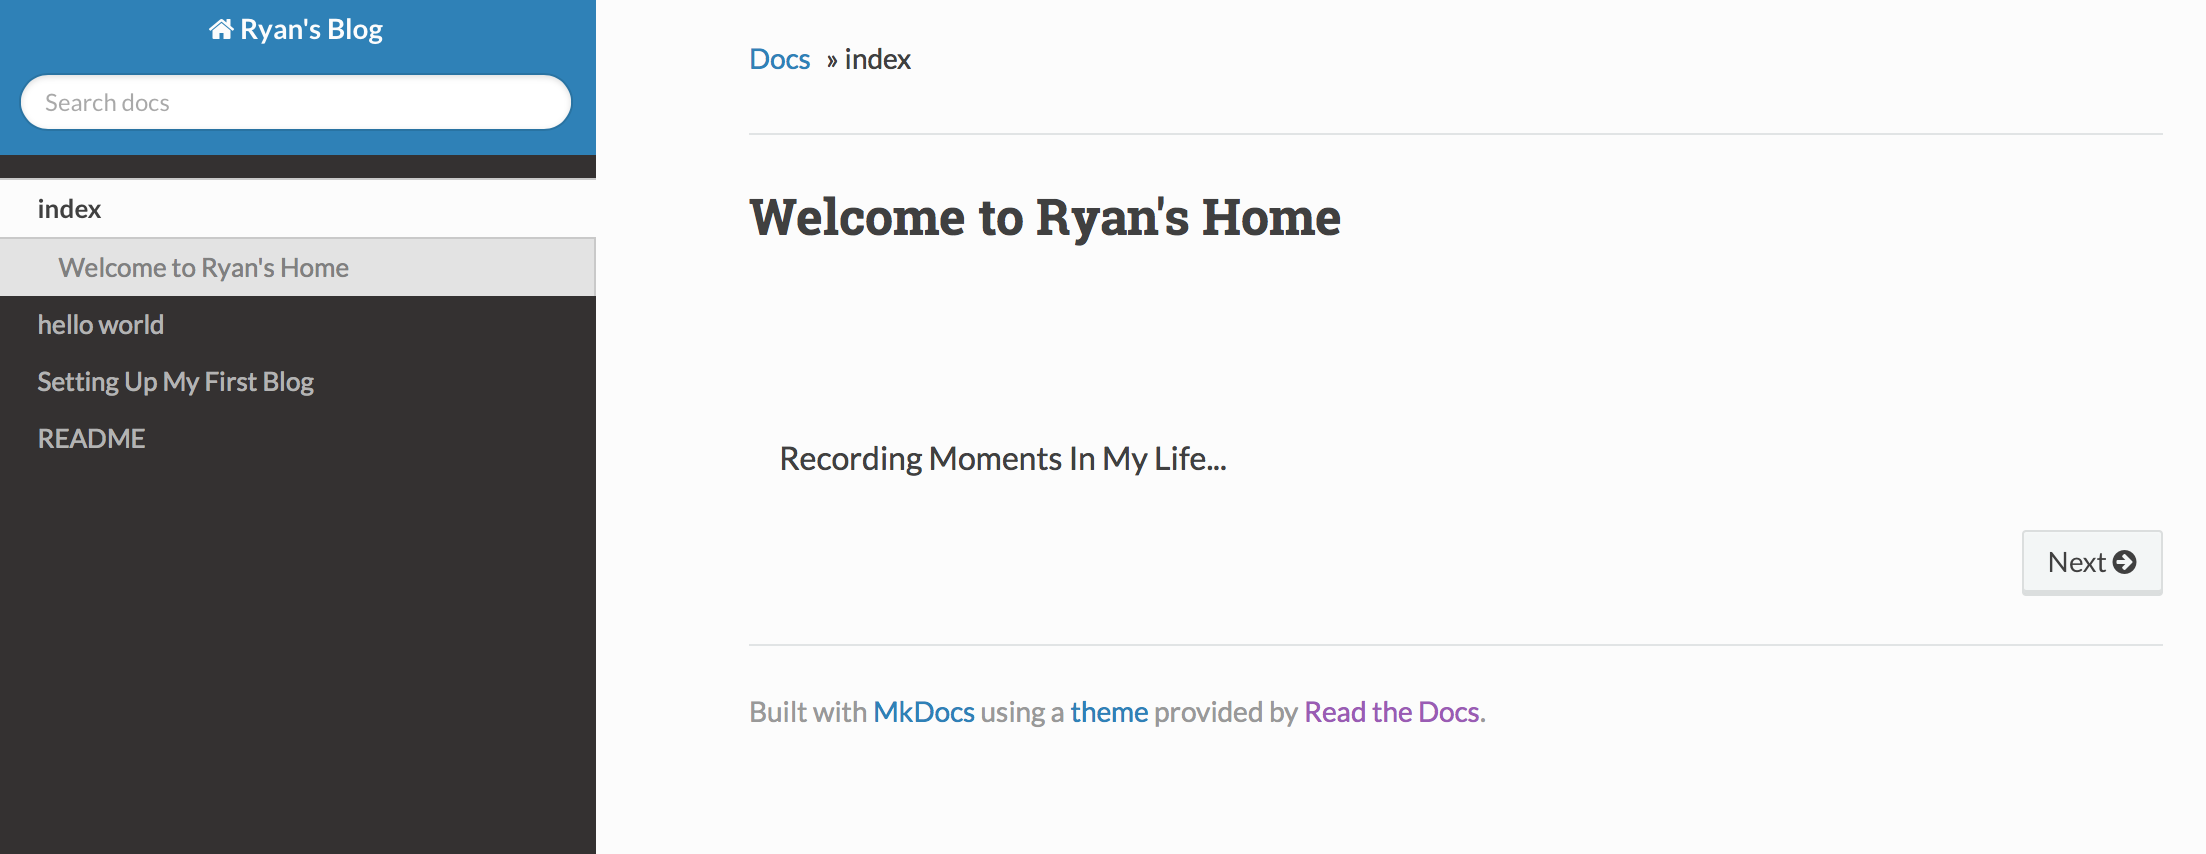 Ryan's Blog
Search docs
index
Welcome to Ryan's Home
hello world
Setting Up My First Blog
README
Docs » index
Welcome to Ryan's Home
Recording Moments In My Life...
Next
Built with MkDocs using a theme provided by Read the Docs.